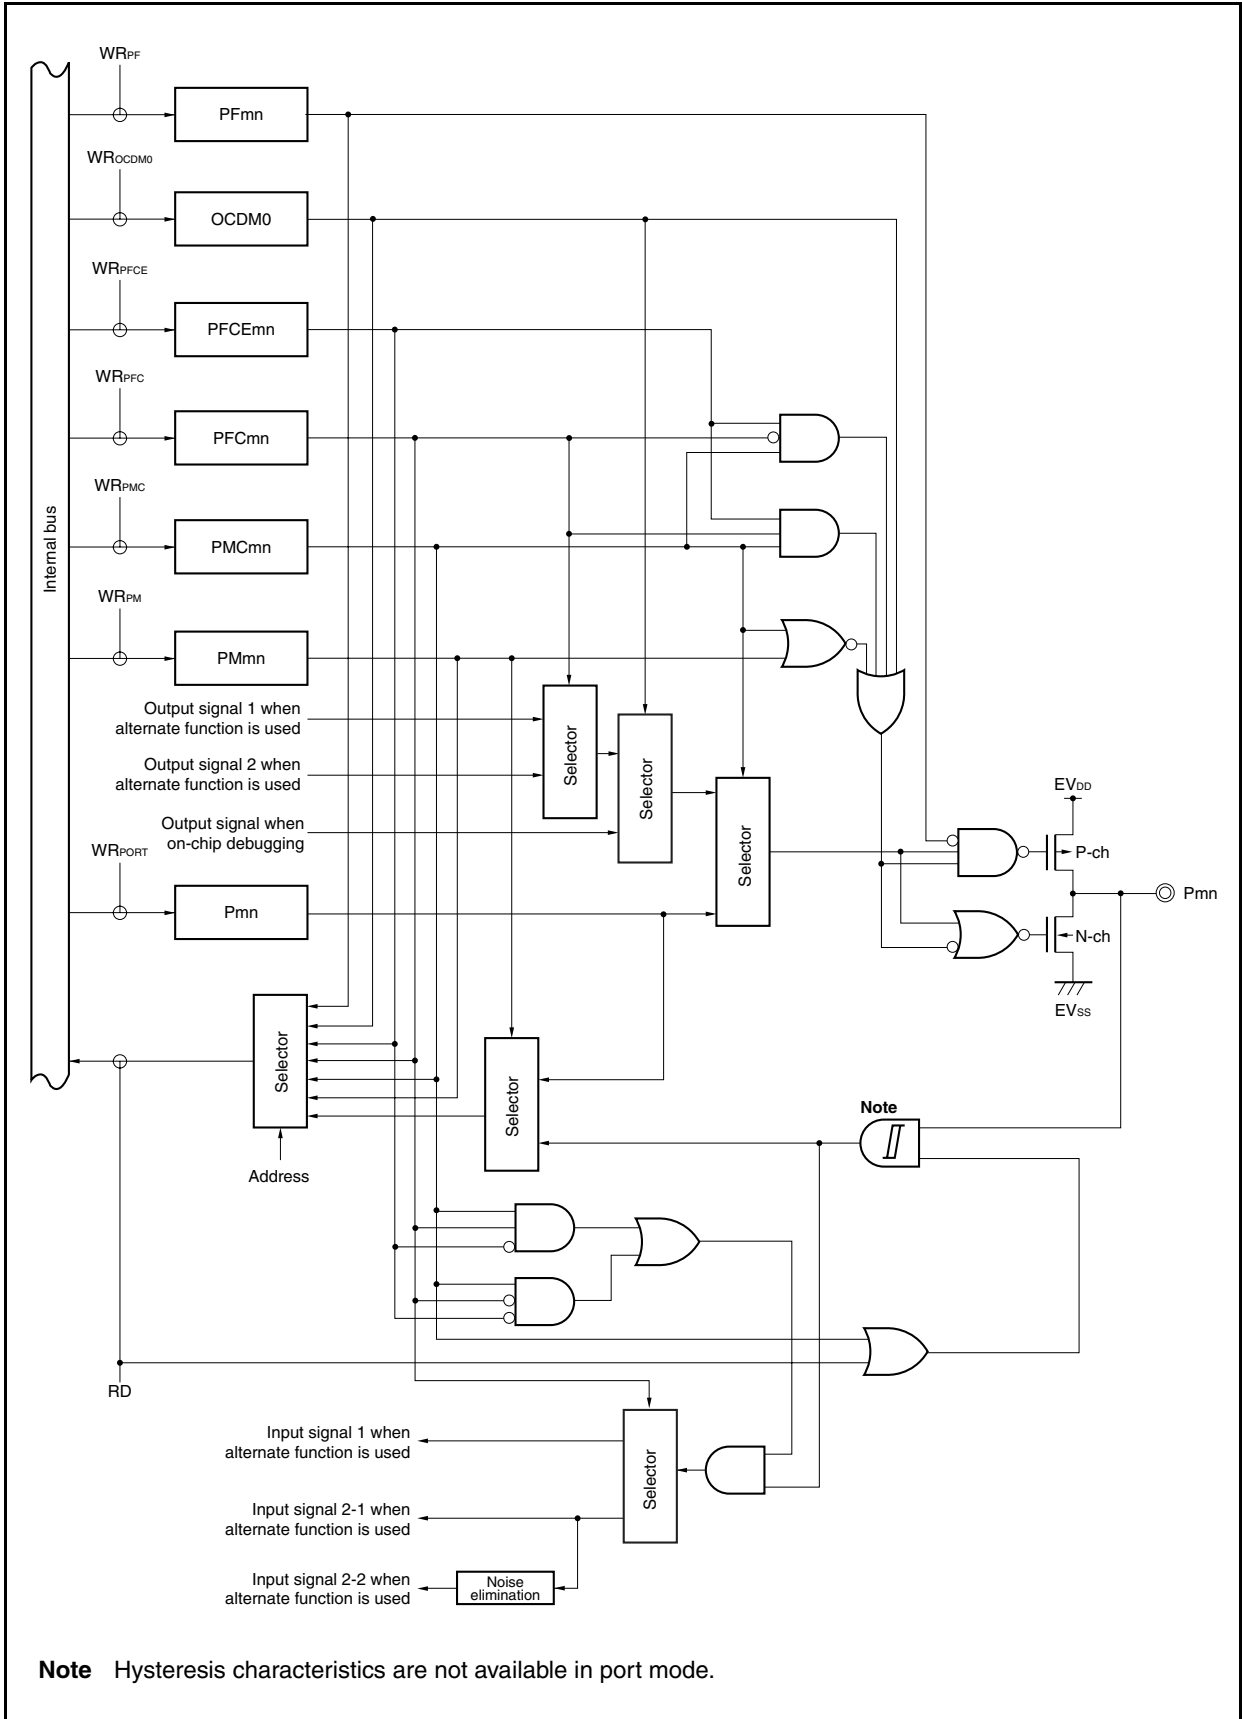 WRPF
PFmn
WROCDM0
OCDM0
WRPFCE
PFCEmn
WRPFC
PFCmn
WRPMC
PMCmn
Internal bus
WRPM
PMmn
Output signal 1 when
alternate function is used
Output signal 2 when
alternate function is used
Output signal when
on-chip debugging
Selector
Selector
Selector
WRPORT
Pmn
EVDD
P-ch
Pmn
N-ch
EVSS
Selector
Address
Selector
Note
RD
Input signal 1 when
alternate function is used
Input signal 2-1 when
alternate function is used
Input signal 2-2 when
alternate function is used
Selector
Noise
elimination
Note Hysteresis characteristics are not available in port mode.